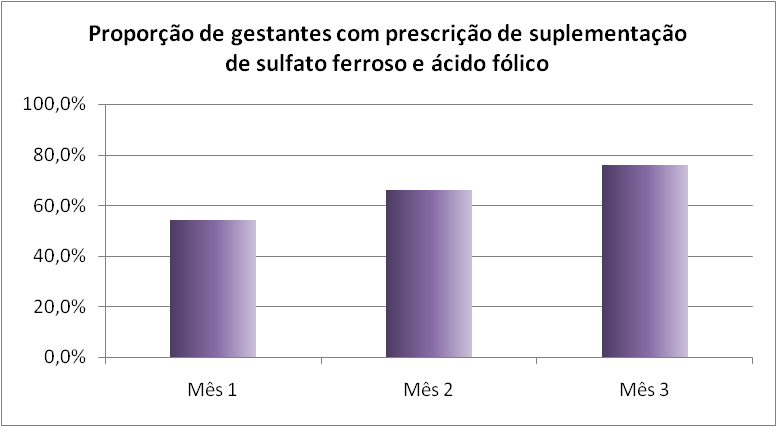 Proporção de gestantes com prescrição de suplementação
de sulfato ferroso e ácido fólico
100,0%
80,0%
60,0%
40,0%
20,0%
0,0%
Mês 1 Mês 2 Mês 3